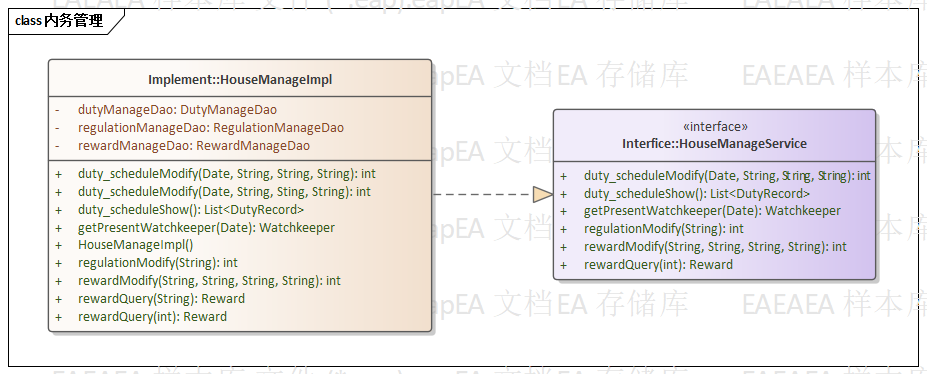 class 内务管理
Implement::HouseManageImpl
- dutyManageDao: DutyManageDao
- regulationManageDao: RegulationManageDao
- rewardManageDao: RewardManageDao
+ duty_scheduleModify(Date, String, String, String): int
+ duty_scheduleModify(Date, String, Sting, String): int
+ duty_scheduleShow(): List<DutyRecord>
+ getPresentWatchkeeper(Date): Watchkeeper
+ HouseManageImpl()
+ regulationModify(String): int
+ rewardModify(String, String, String, String): int
+ rewardQuery(String): Reward
+ rewardQuery(int): Reward
«interface»
Interfice::HouseManageService
+ duty_scheduleModify(Date, String, String, String): int
+ duty_scheduleShow(): List<DutyRecord>
+ getPresentWatchkeeper(Date): Watchkeeper
+ regulationModify(String): int
+ rewardModify(String, String, String, String): int
+ rewardQuery(int): Reward
eapEA 文档EA 存储库 EAEAEA 样本库